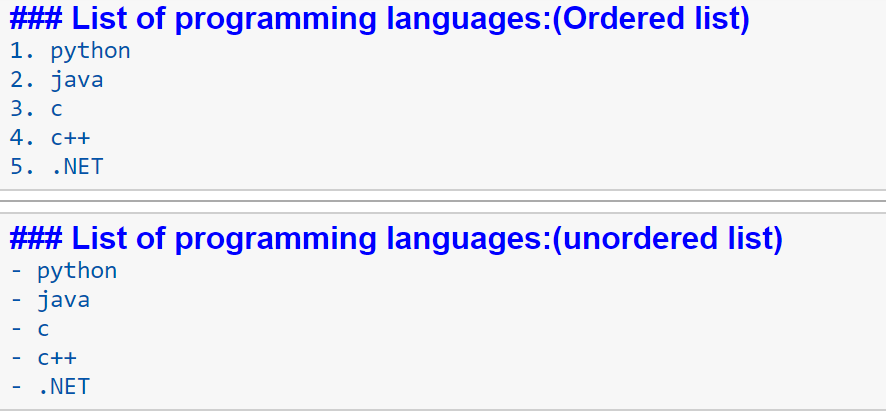 ### List of programming languages:(Ordered list)
1. python
2. java
3. c
4. c++
5. .NET
### List of programming languages:(unordered list)
- python
- java
- c
- c++
- .NET